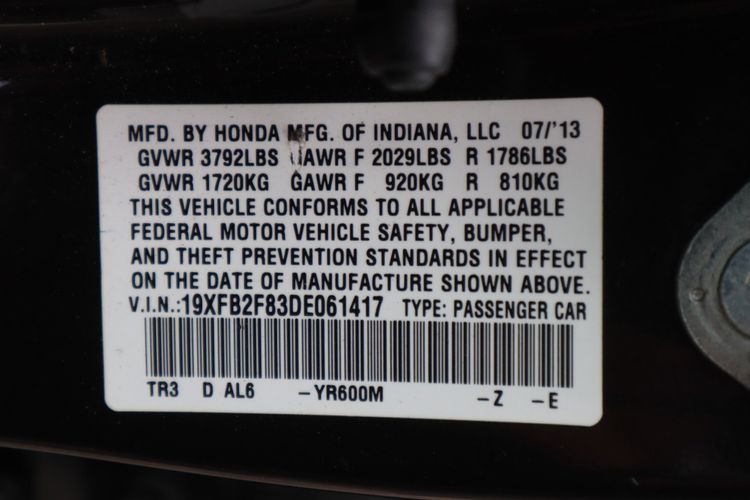 MFD. BY HONDA MFG. OF INDIANA, LLC 07/'13
GVWR 3792LBS GAWR F 2029LBS R 1786LBS
GVWR 1720KG GAWR F 920KG R 810KG
THIS VEHICLE CONFORMS TO ALL APPLICABLE
FEDERAL MOTOR VEHICLE SAFETY, BUMPER,
AND THEFT PREVENTION STANDARDS IN EFFECT
ON THE DATE OF MANUFACTURE SHOWN ABOVE.
V.I.N.:19XFB2F83DE061417 TYPE: PASSENGER CAR
TR3 D AL6 -YR600M -Z -E